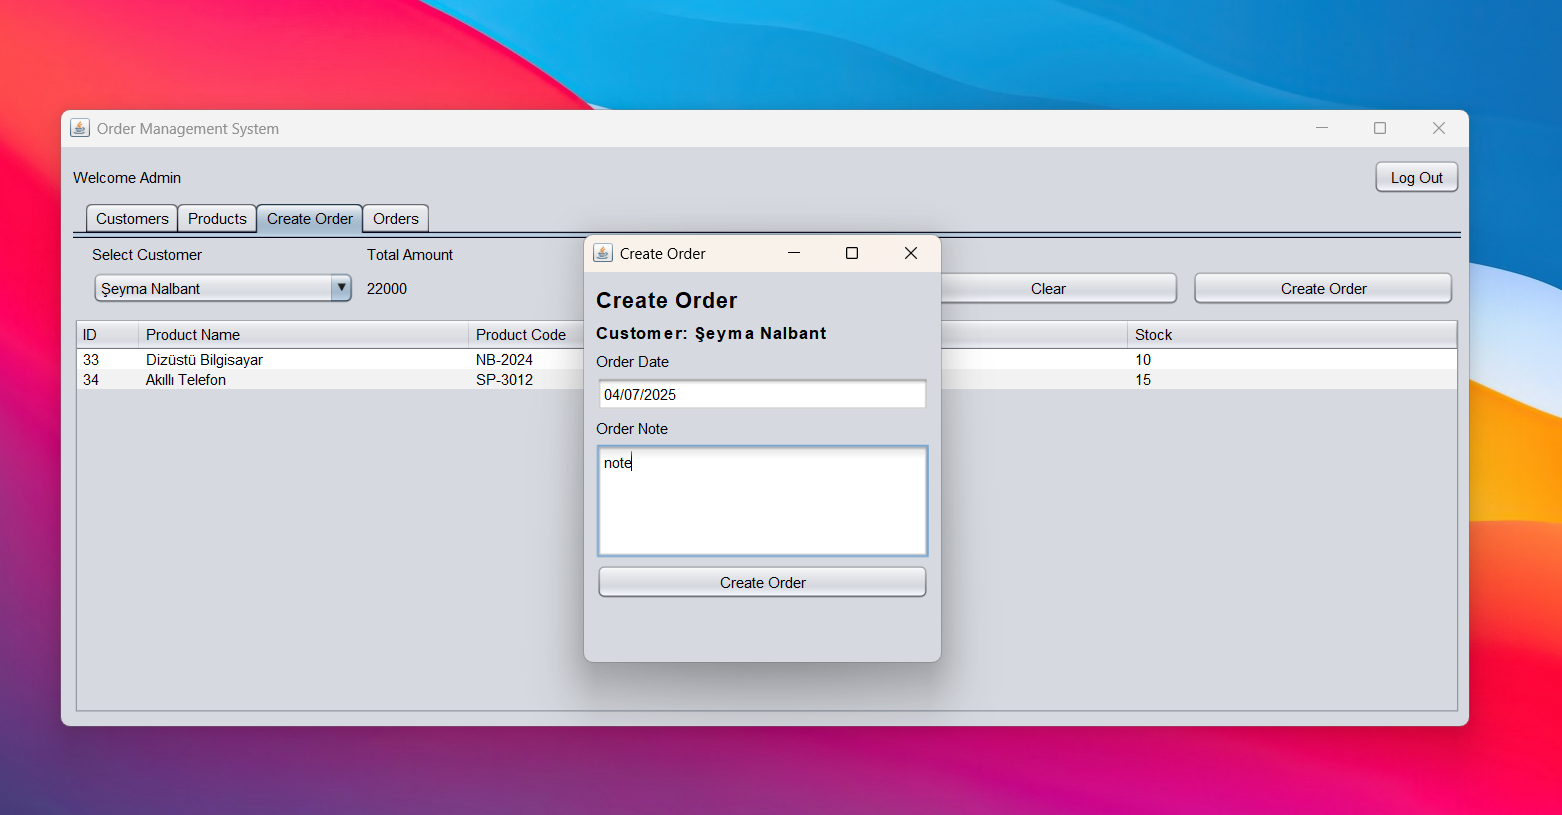 Order Management System
Welcome Admin
Log Out
Customers
Products
Create Order
Orders
Select Customer
Total Amount
Şeyma Nalbant
22000
Clear
Create Order
ID
Product Name
Product Code
Stock
33
Dizüstü Bilgisayar
NB-2024
10
34
Akıllı Telefon
SP-3012
15
Create Order
Create Order
Customer: Şeyma Nalbant
Order Date
04/07/2025
Order Note
note
Create Order